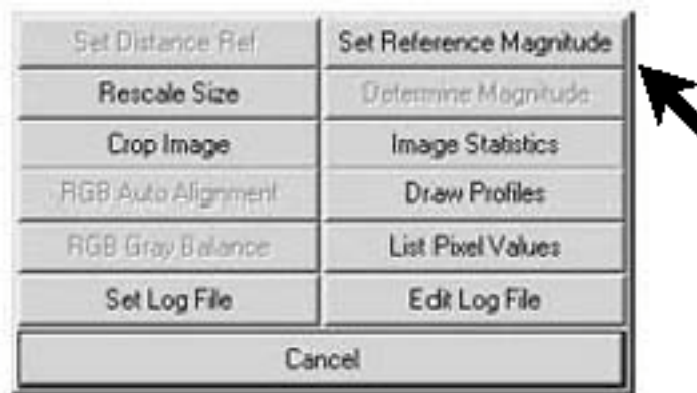 Set Distance Ref. Set Reference Magnitude
Rescale Size Determine Magnitude
Crop Image Image Statistics
RGB Auto Alignment Draw Profiles
RGB Gray Balance List Pixel Values
Set Log File Edit Log File
Cancel